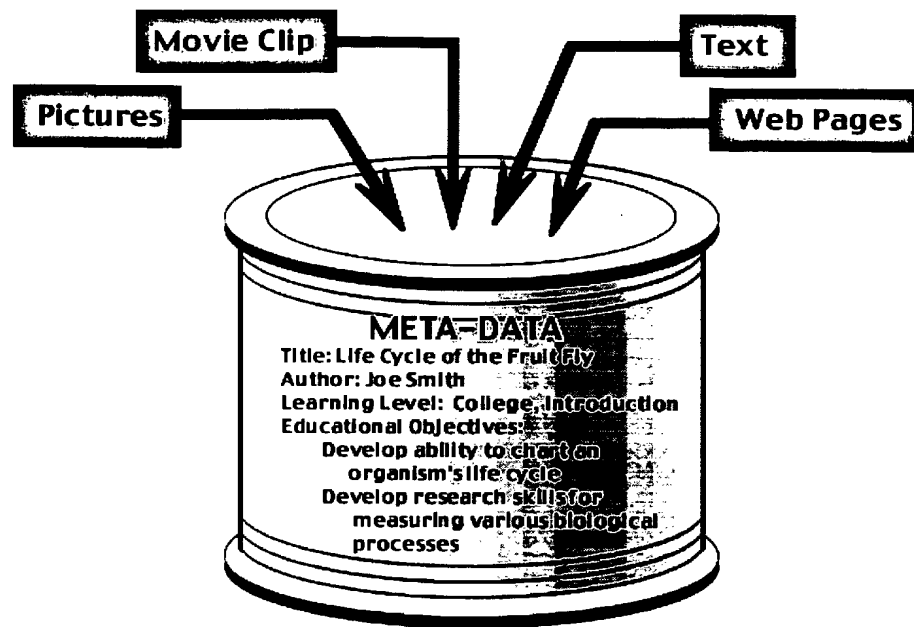 Movie Clip
Text
Pictures
Web Pages
META-DATA
Title: Life Cycle of the Fruit Fly
Author: Joe Smith
Learning Level: College, Introduction
Educational Objectives:
Develop ability to chart an
organism's life cycle
Develop research skills for
measuring various biological
processes